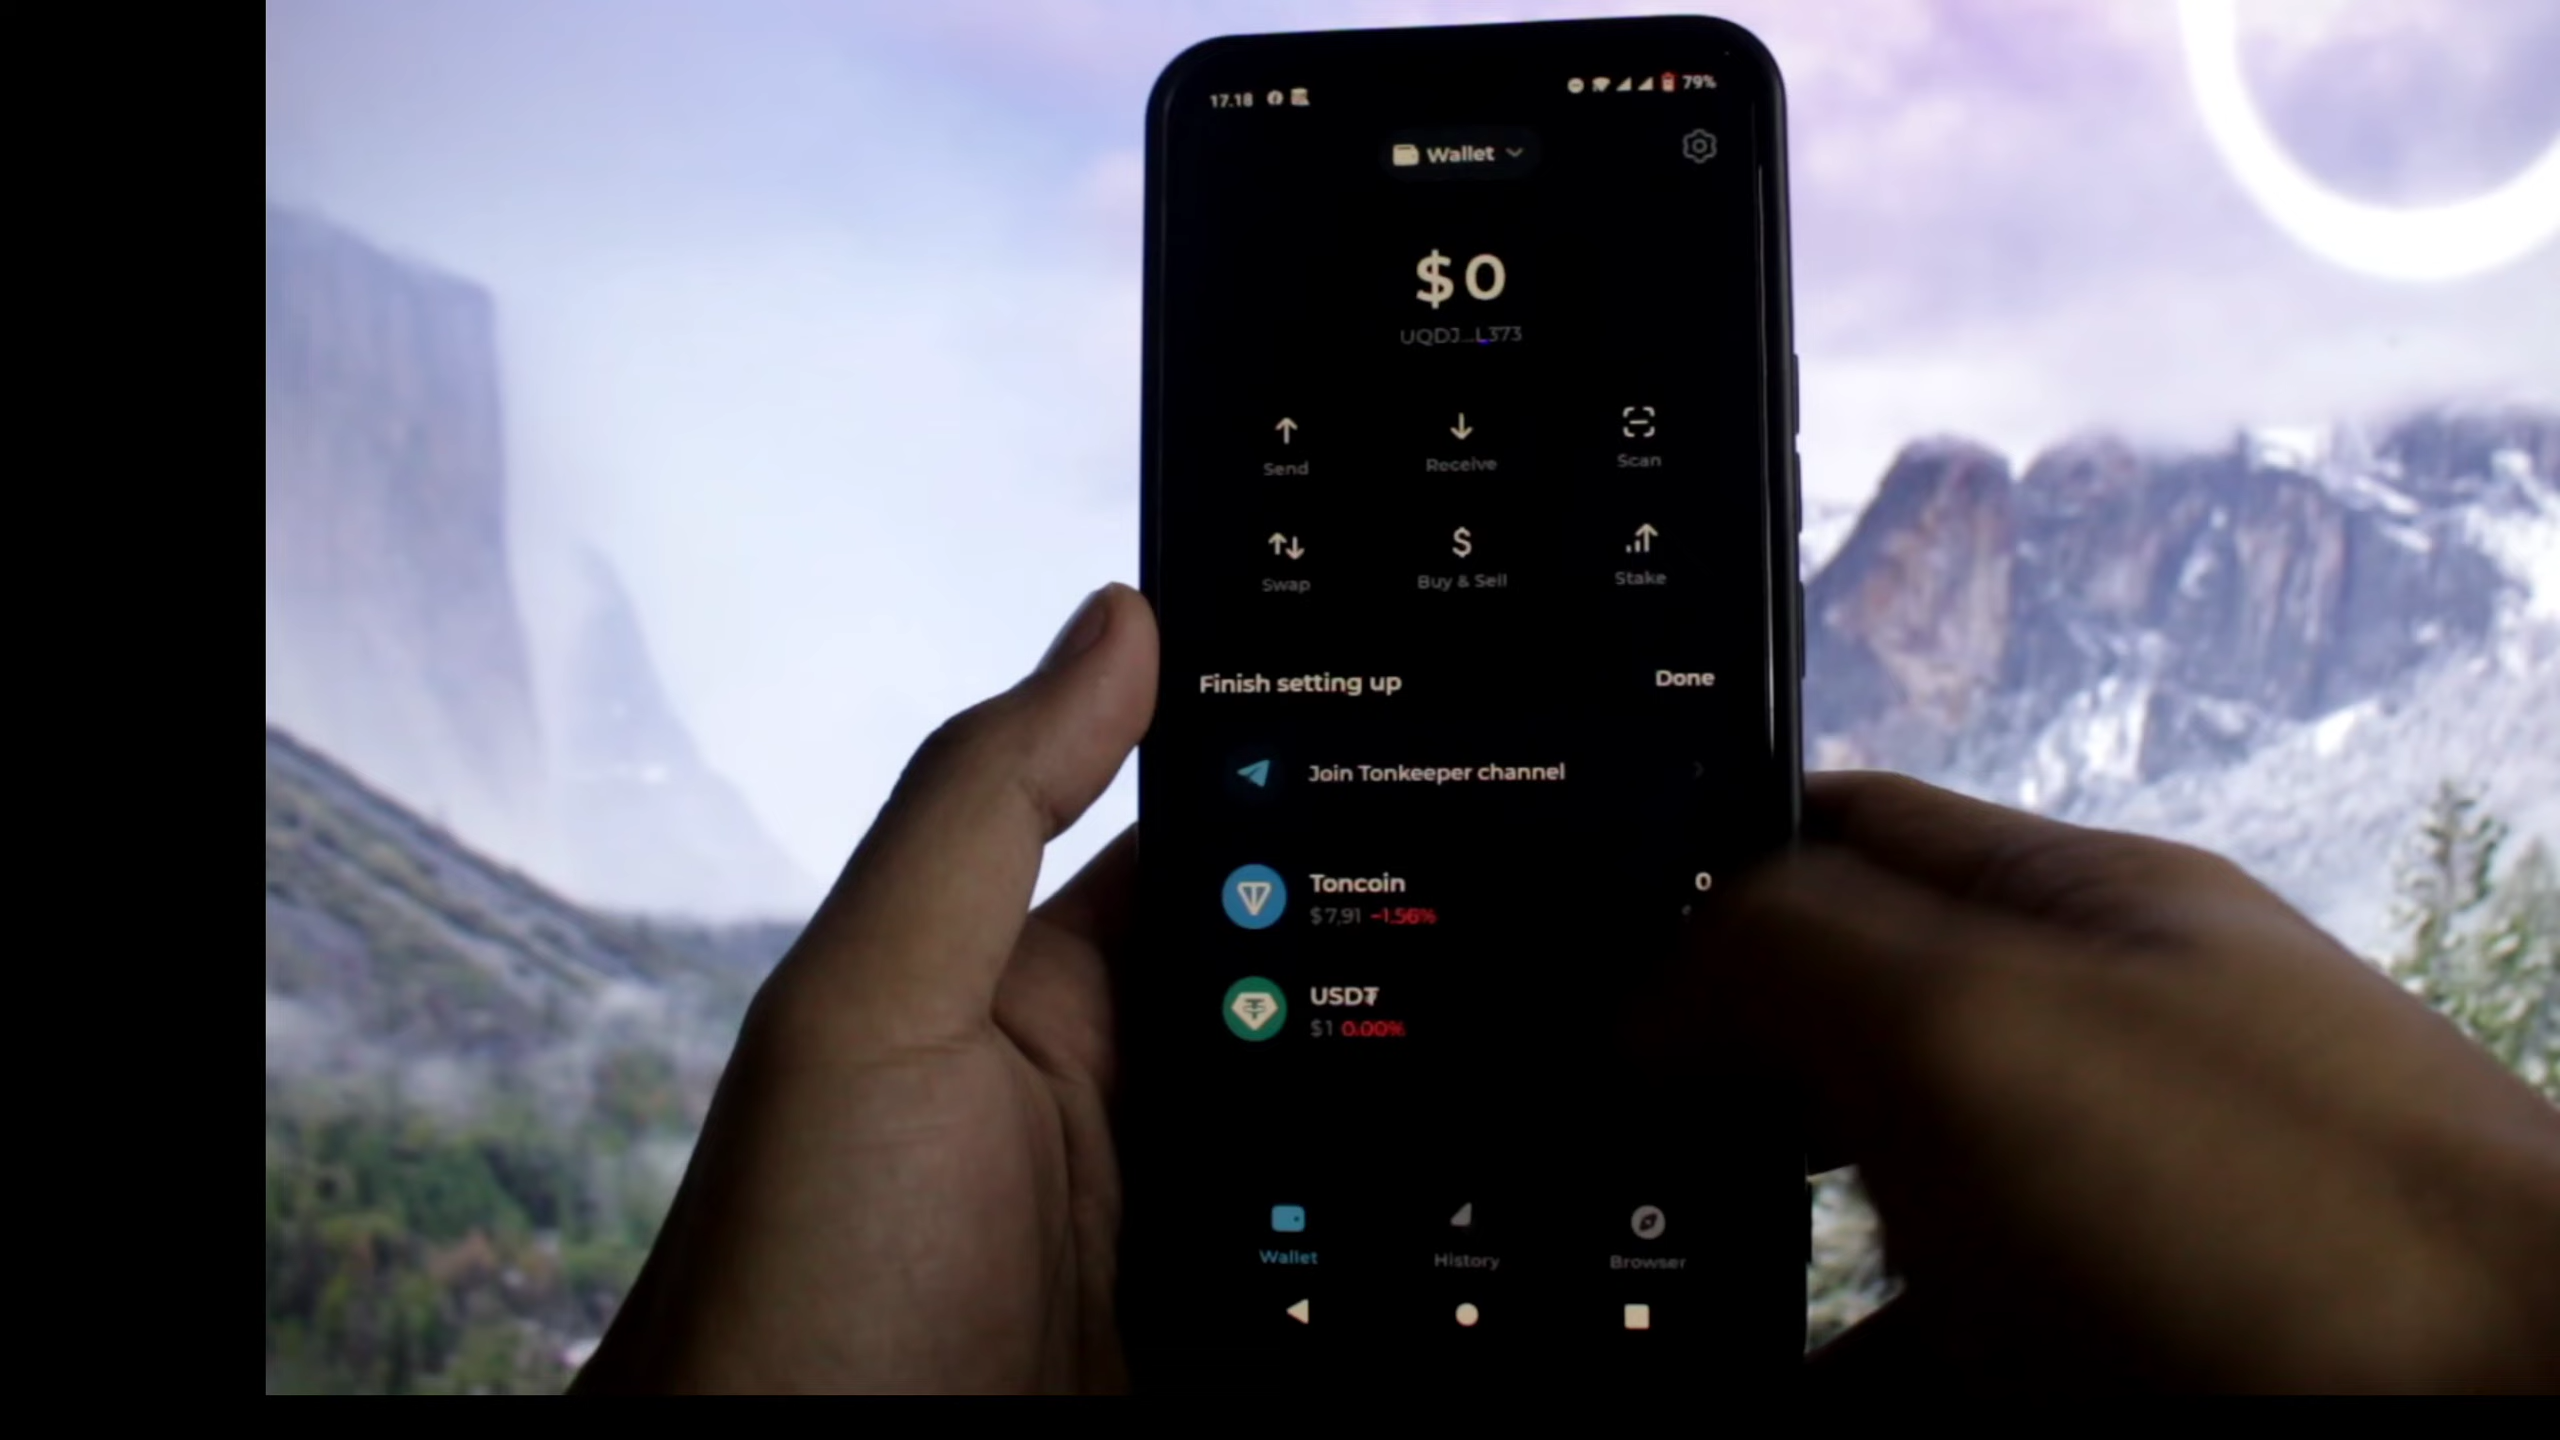 17.18
79%
Wallet
$0
UQDJ...L373
Send
Receive
Scan
Swap
Buy & Sell
Stake
Finish setting up
Done
Join Tonkeeper channel
Toncoin
0
$7,91 -1.56%
USD₮
$1 0.00%
Wallet
History
Browser